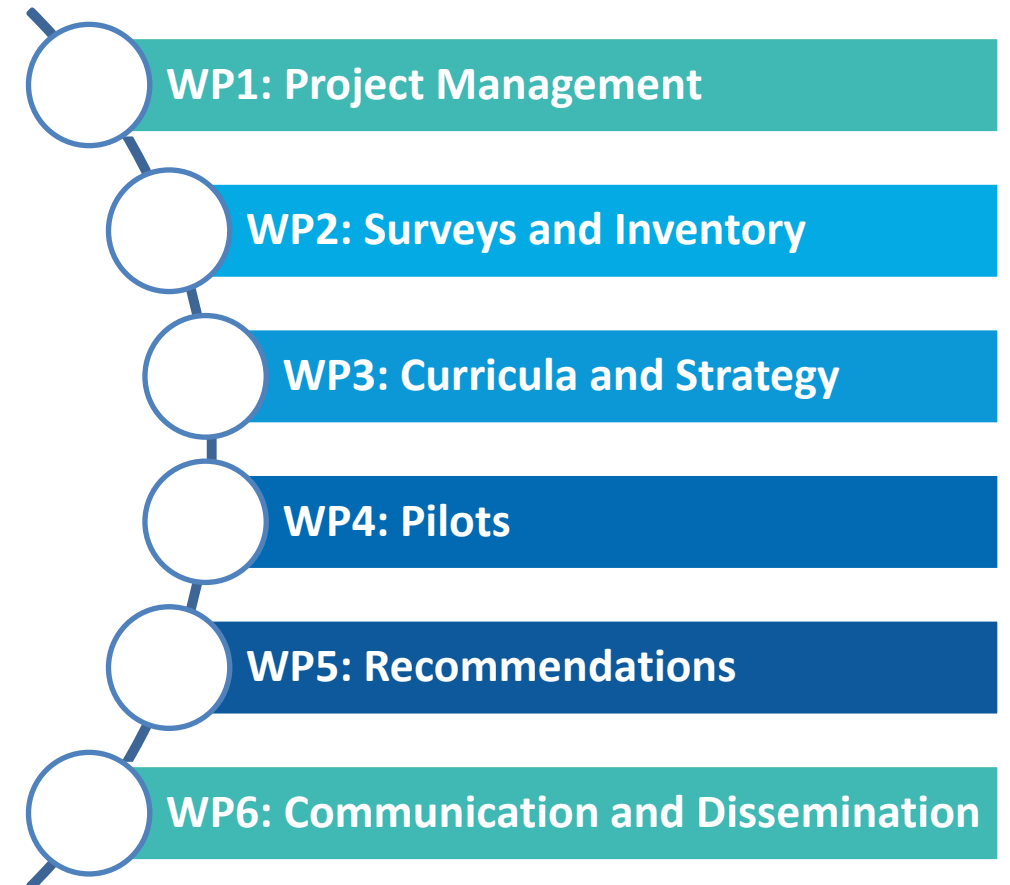 WP1: Project Management
WP2: Surveys and Inventory
WP3: Curricula and Strategy
WP4: Pilots
WP5: Recommendations
WP6: Communication and Dissemination